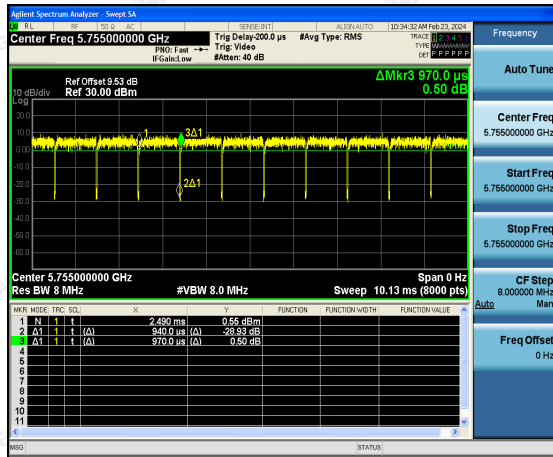 Agilent Spectrum Analyzer - Swept SA
RL RF 50 Ω AC SENSE:INT ALIGN AUTO 10:34:32 AM Feb 23, 2024
Center Freq 5.755000000 GHz
Trig Delay-200.0 µs #Avg Type: RMS
TRACE 1 2 3 4 5 6
PNO: Fast
Trig: Video
TYPE WWWWWW
IFGain:Low
#Atten: 40 dB
DET P P P P P P
ΔMkr3 970.0 µs
0.50 dB
Ref Offset 9.53 dB
10 dB/div Ref 30.00 dBm
Log
20.0
10.0
0.00
-10.0
-20.0
-30.0
-40.0
-50.0
-60.0
1
3Δ1
2Δ1
Center 5.755000000 GHz Span 0 Hz
Res BW 8 MHz #VBW 8.0 MHz Sweep 10.13 ms (8000 pts)
MKR MODE TRC SCL X Y FUNCTION FUNCTION WIDTH FUNCTION VALUE
1 N 1 t 2.490 ms 0.55 dBm
2 Δ1 1 t (Δ) 940.0 µs (Δ) -28.93 dB
3 Δ1 1 t (Δ) 970.0 µs (Δ) 0.50 dB
4
5
6
7
8
9
10
11
MSG STATUS
Frequency
Auto Tune
Center Freq
5.755000000 GHz
Start Freq
5.755000000 GHz
Stop Freq
5.755000000 GHz
CF Step
8.000000 MHz
Auto Man
Freq Offset
0 Hz